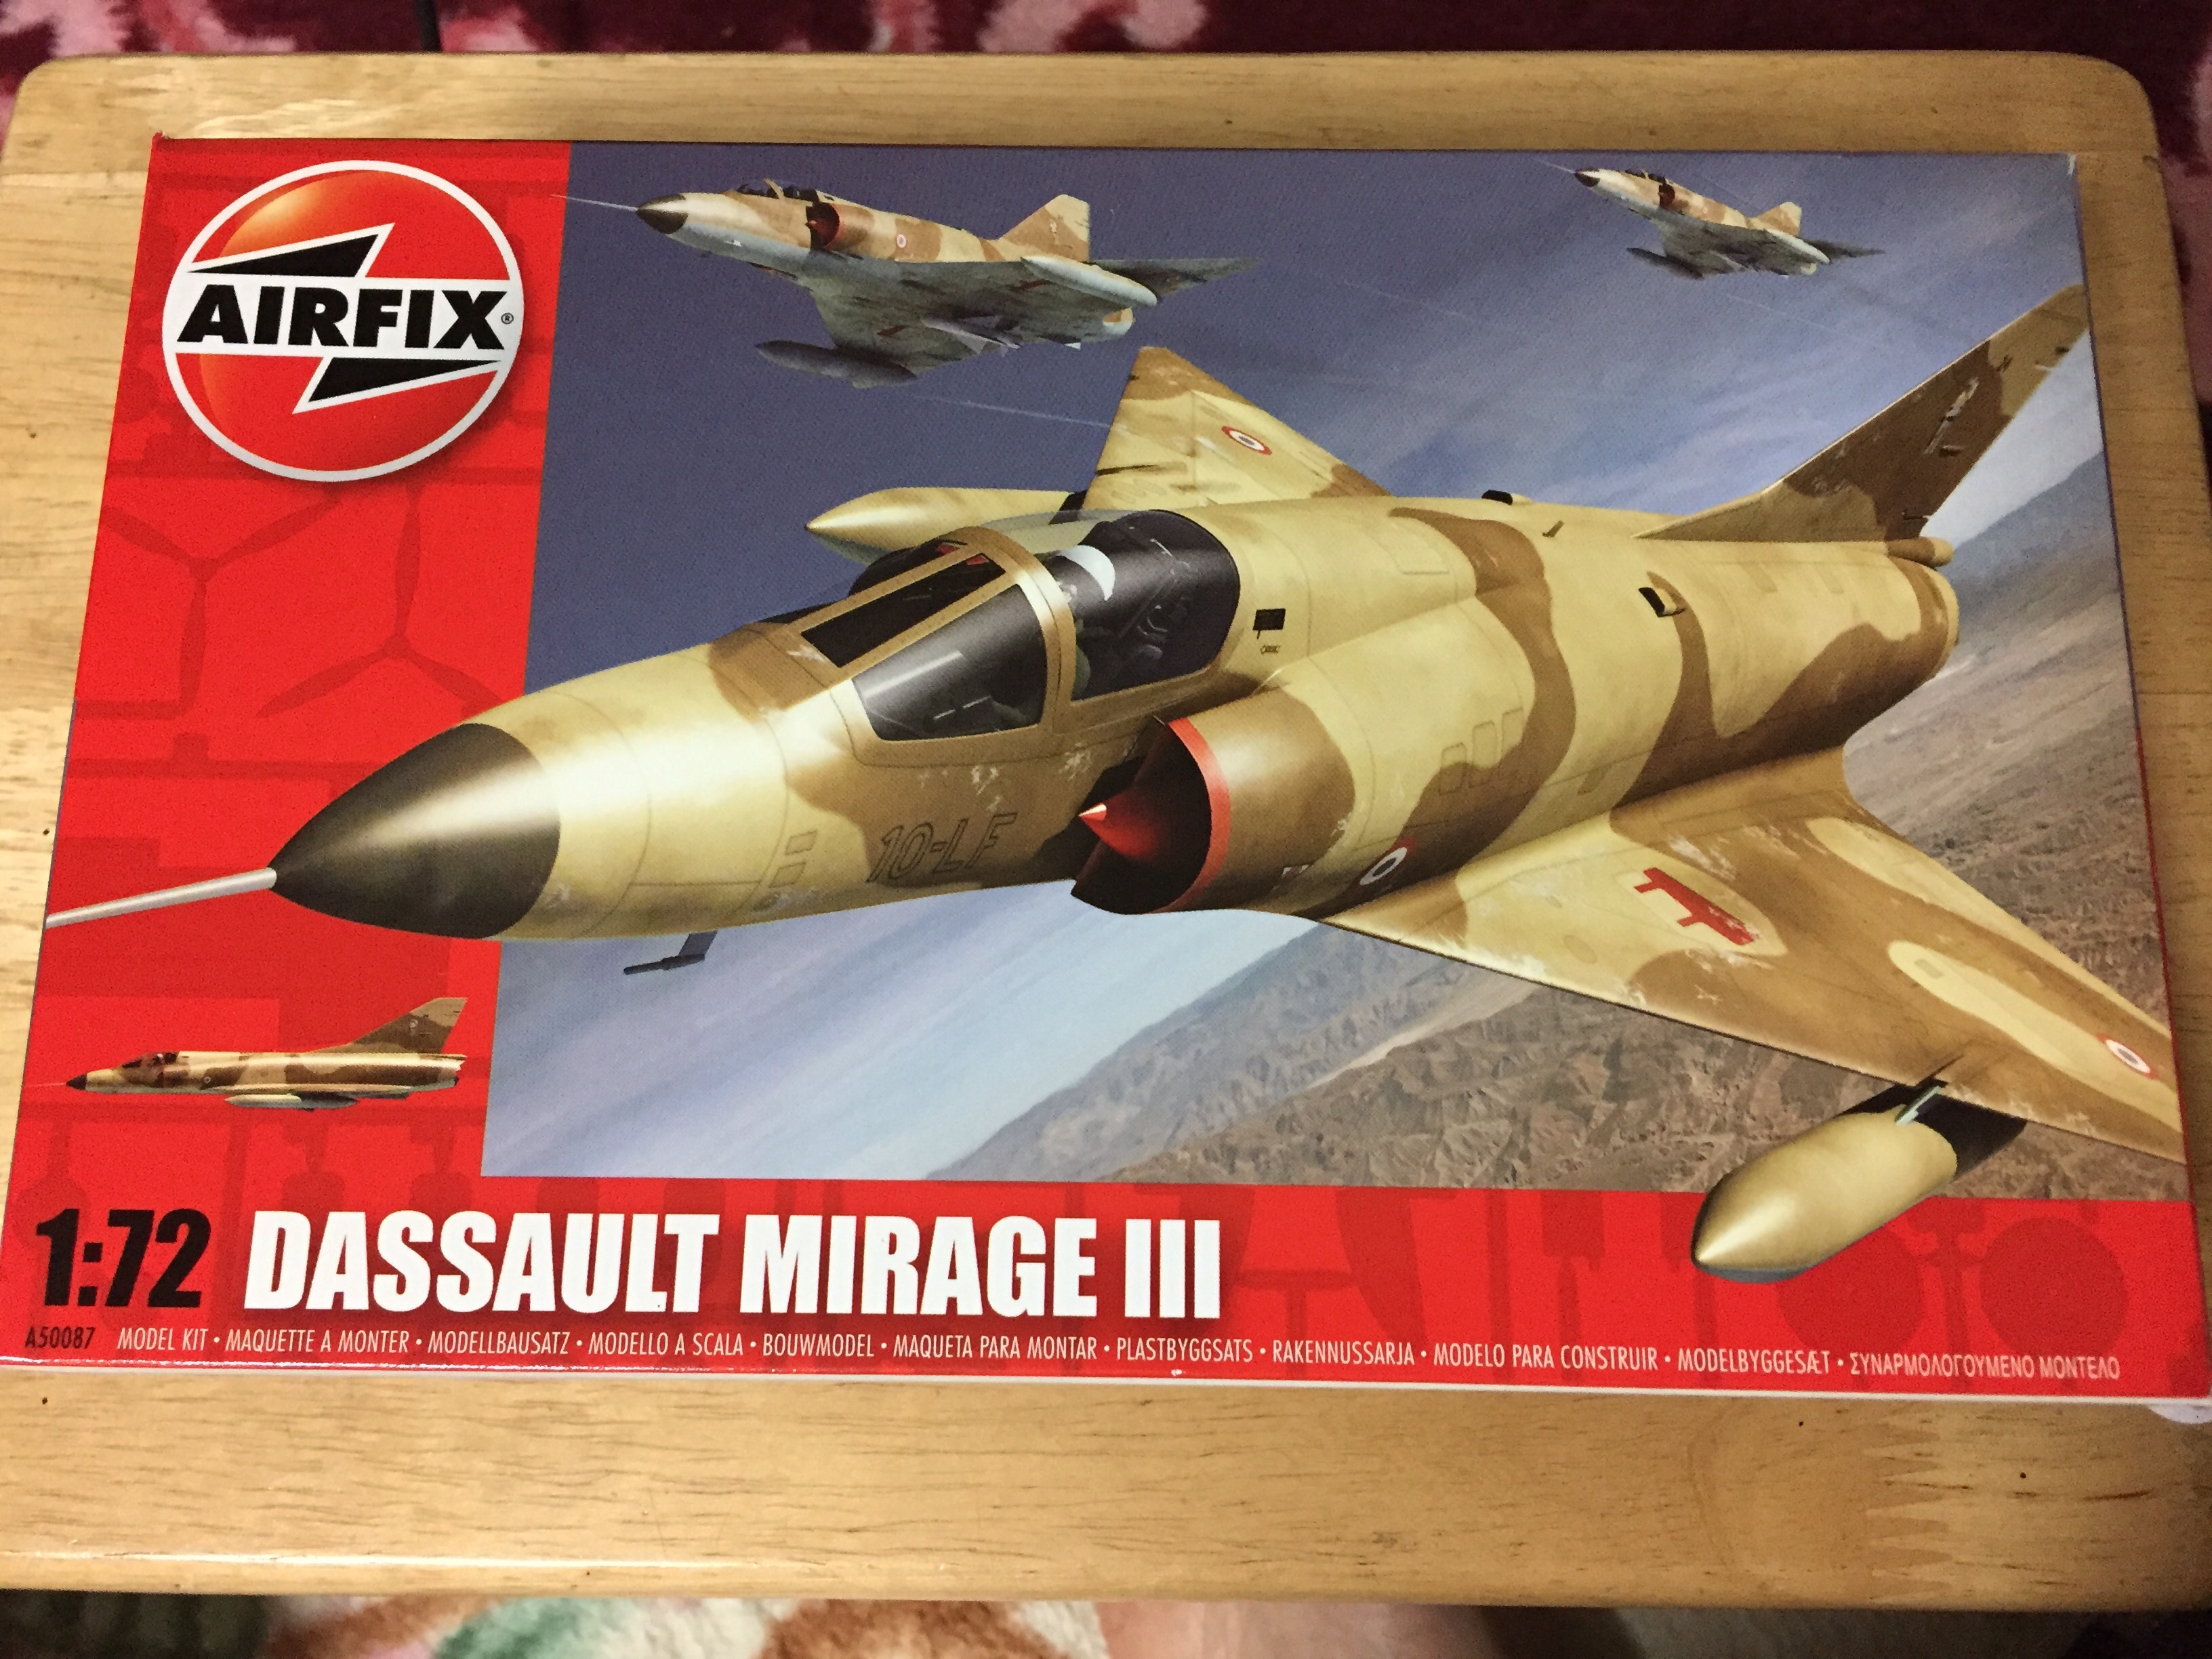 AIRFIX®
10-LF
1:72 DASSAULT MIRAGE III
A50087 MODEL KIT • MAQUETTE A MONTER • MODELLBAUSATZ • MODELLO A SCALA • BOUWMODEL • MAQUETA PARA MONTAR • PLASTBYGGSATS • RAKENNUSSARJA • MODELO PARA CONSTRUIR • MODELBYGGESÆT • ΣΥΝΑΡΜΟΛΟΓΟΥΜΕΝΟ ΜΟΝΤΕΛΟ